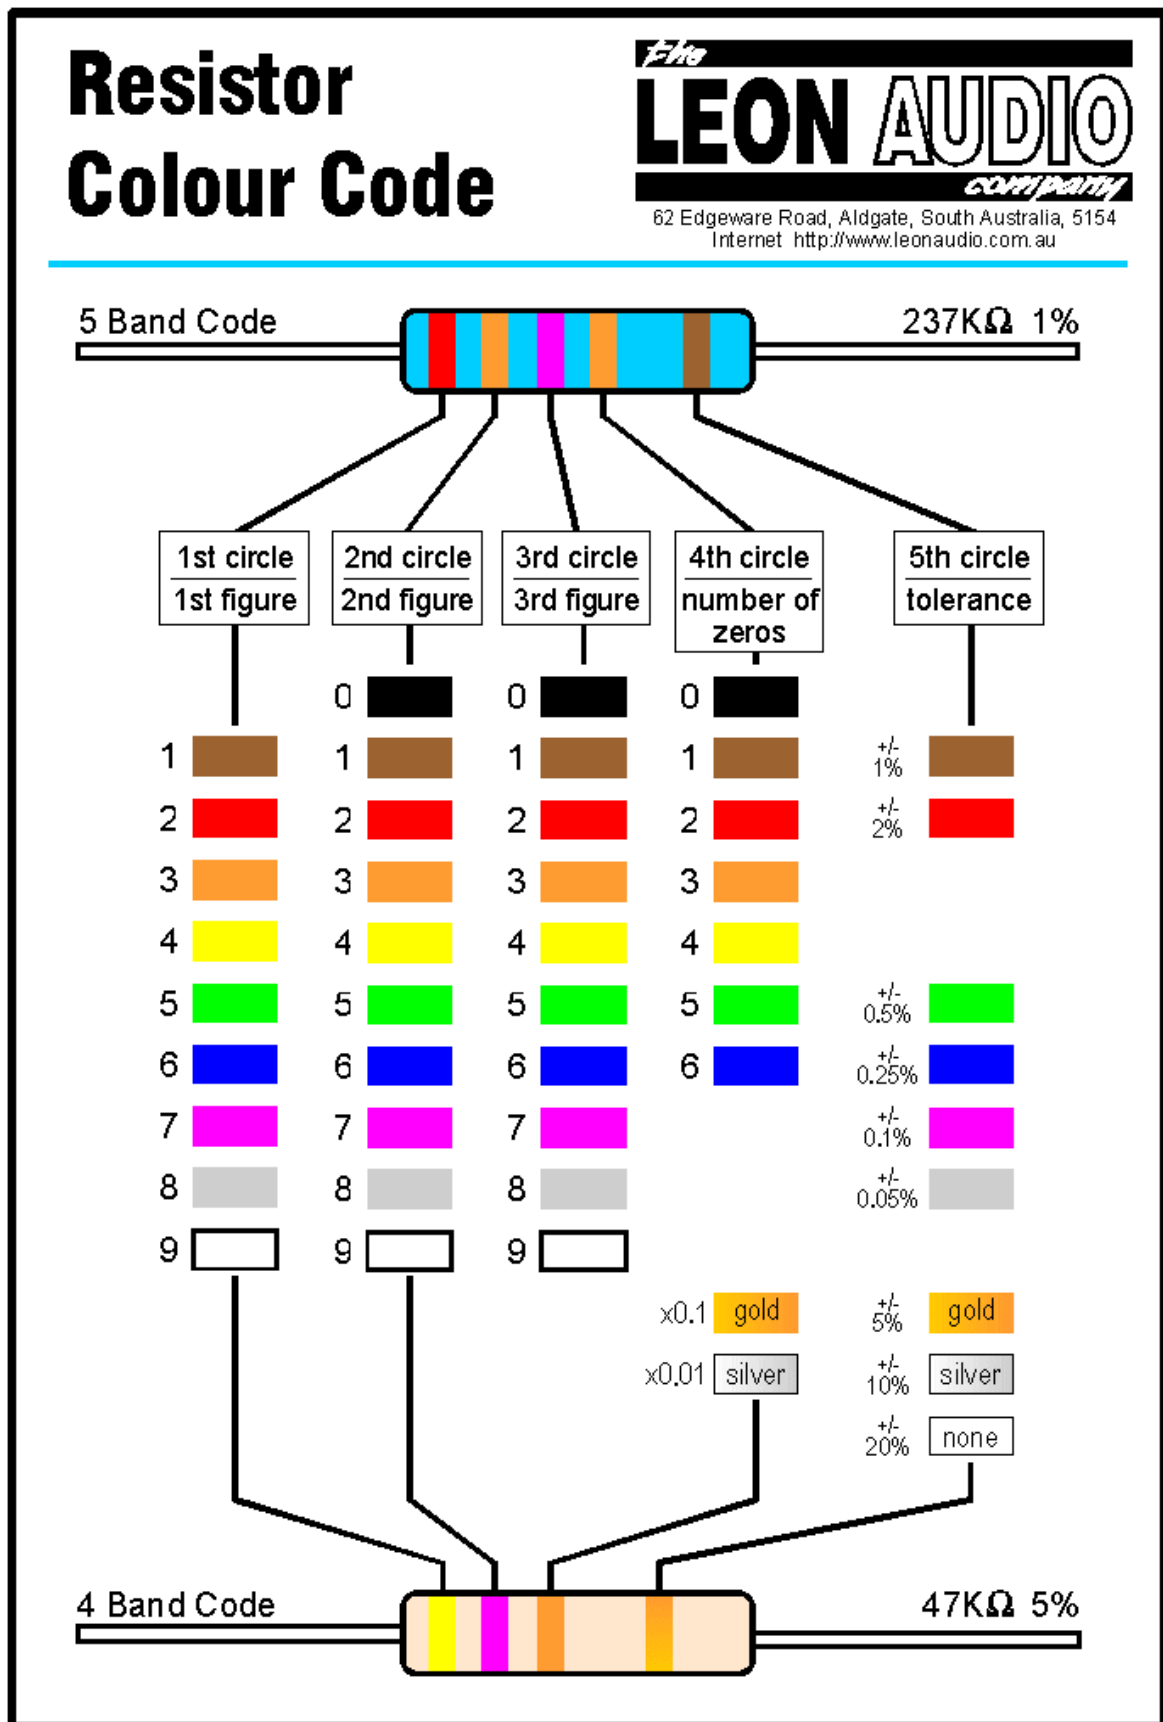 Resistor
Colour Code
the
LEON AUDIO
company
62 Edgeware Road, Aldgate, South Australia, 5154
Internet http://www.leonaudio.com.au
5 Band Code
237KΩ 1%
1st circle
1st figure
2nd circle
2nd figure
3rd circle
3rd figure
4th circle
number of
zeros
5th circle
tolerance
0 0 0
1 1 1 1 +/- 1%
2 2 2 2 +/- 2%
3 3 3 3
4 4 4 4
5 5 5 5 +/- 0.5%
6 6 6 6 +/- 0.25%
7 7 7 +/- 0.1%
8 8 8 +/- 0.05%
9 9 9
x0.1 gold +/- 5% gold
x0.01 silver +/- 10% silver
+/- 20% none
4 Band Code
47KΩ 5%